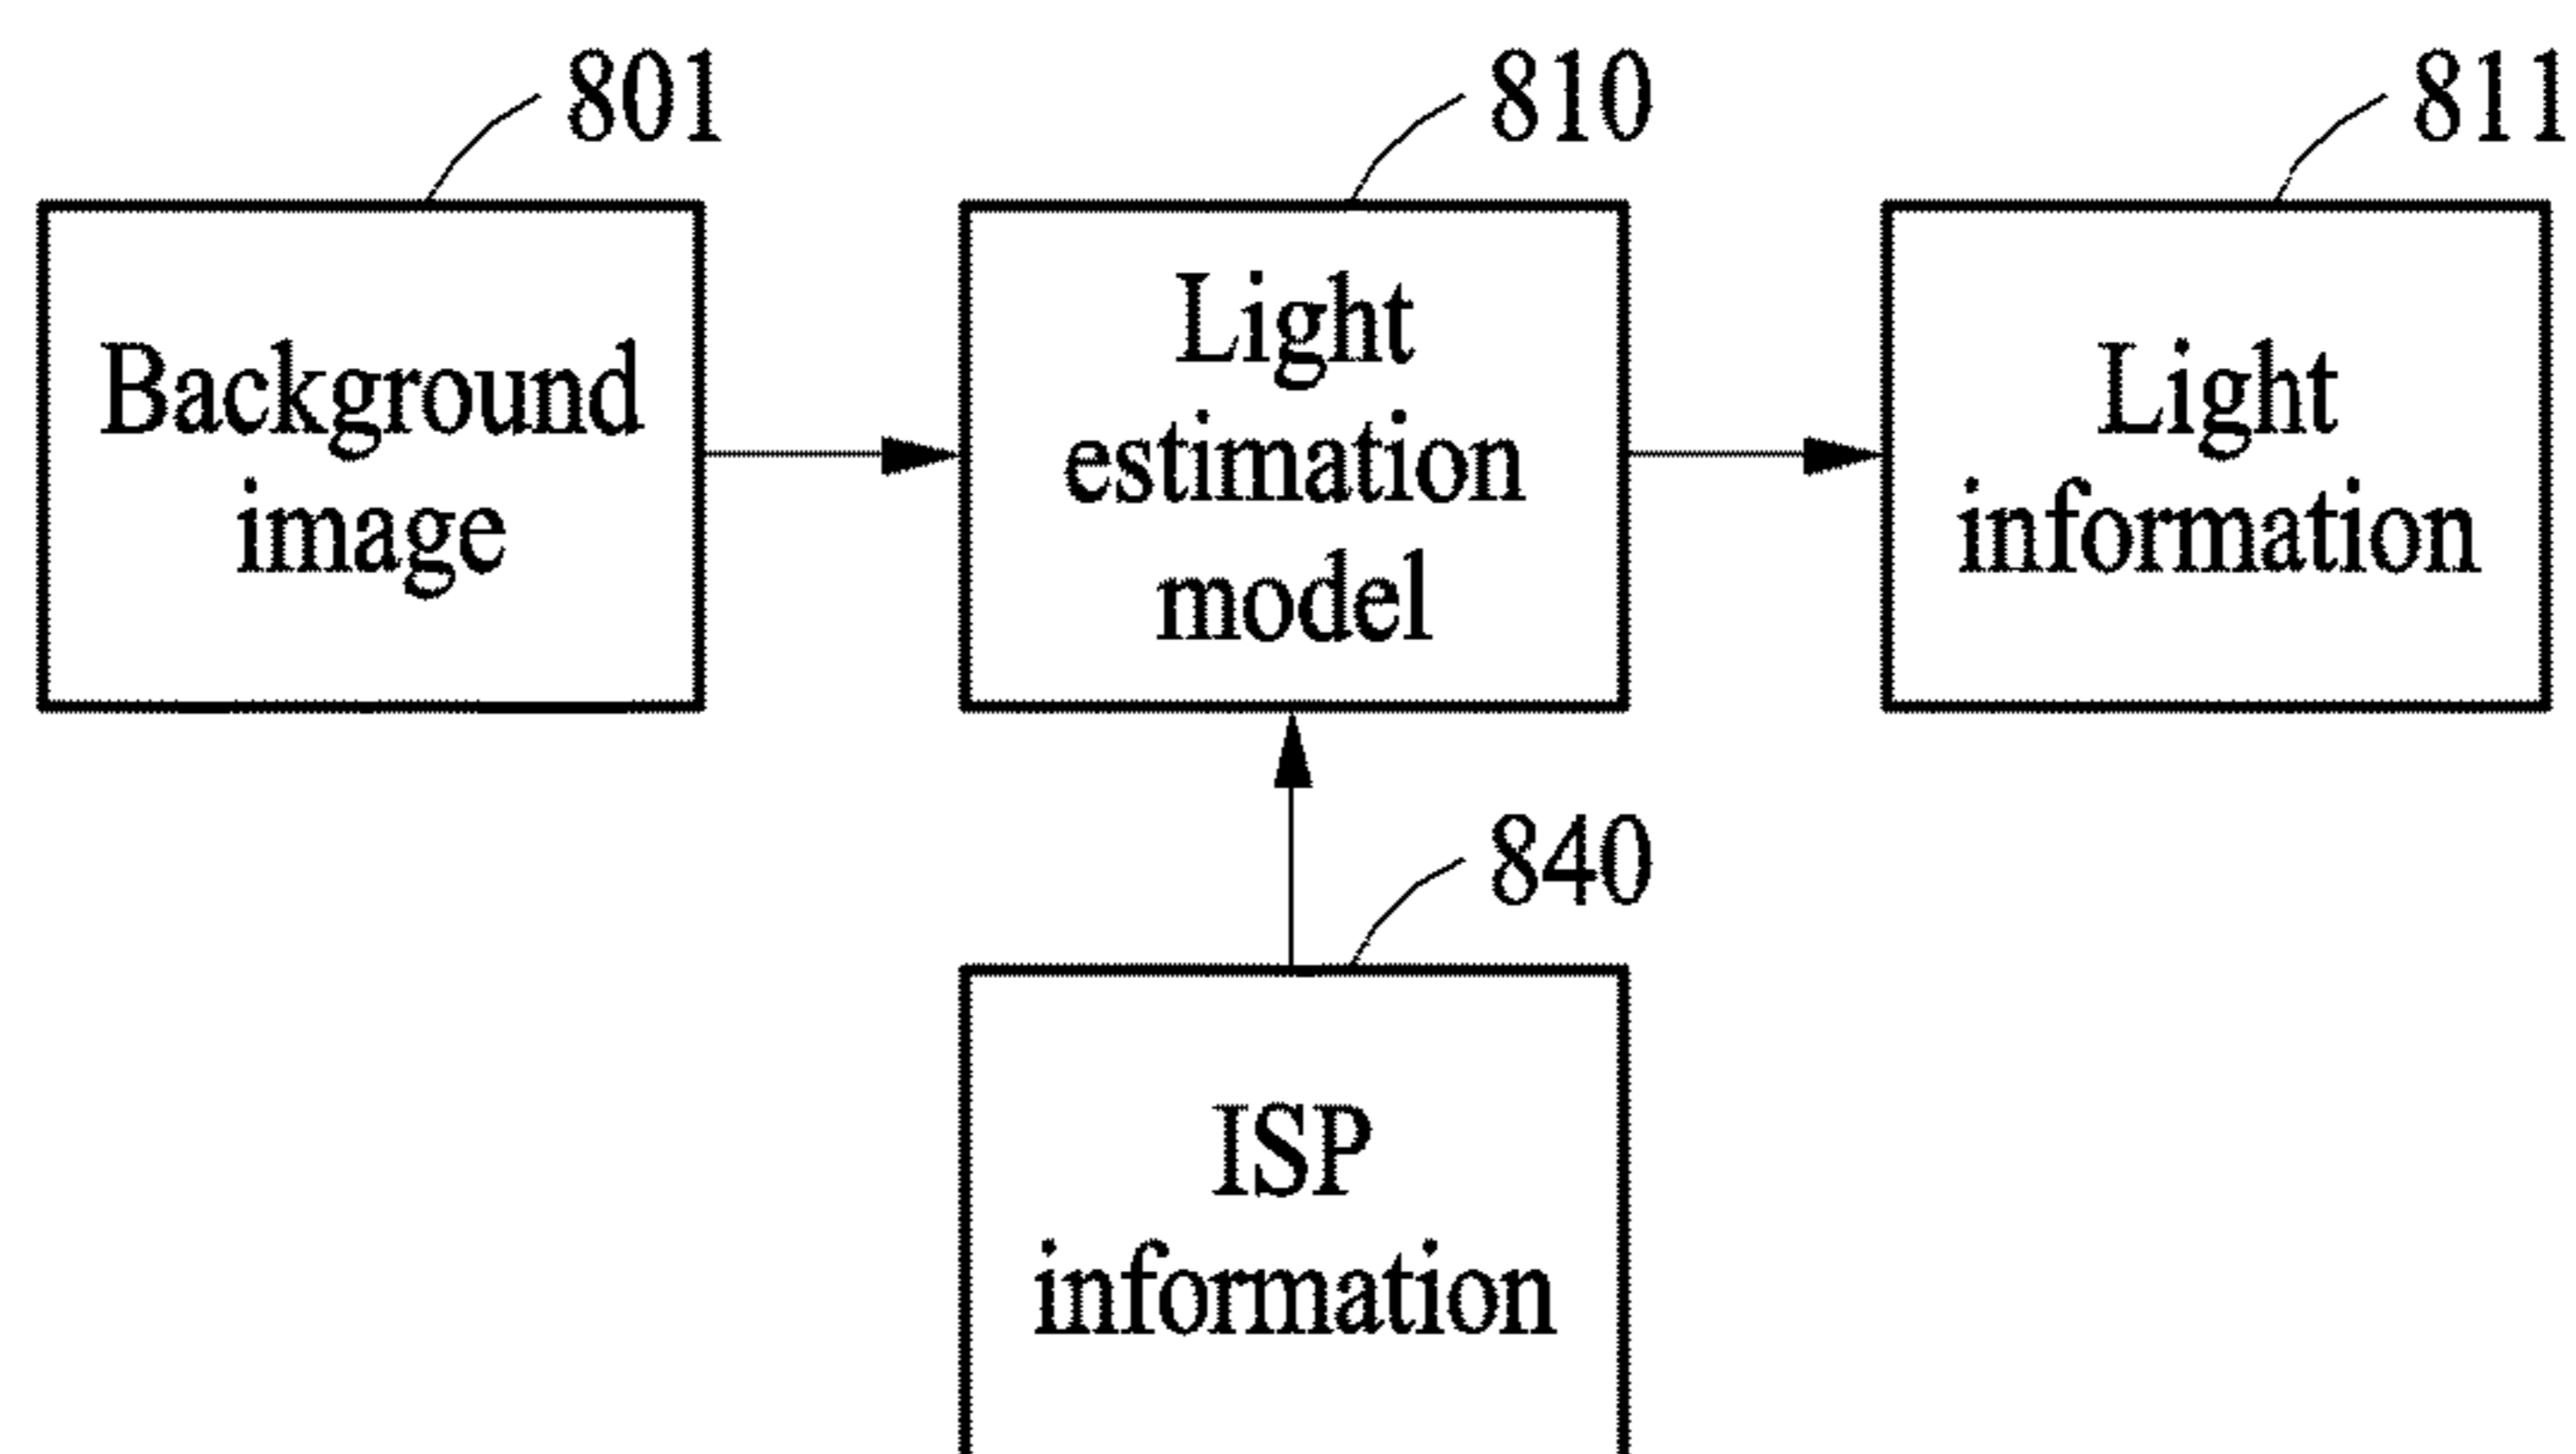 801
810
811
Background
image
Light
estimation
model
Light
information
840
ISP
information